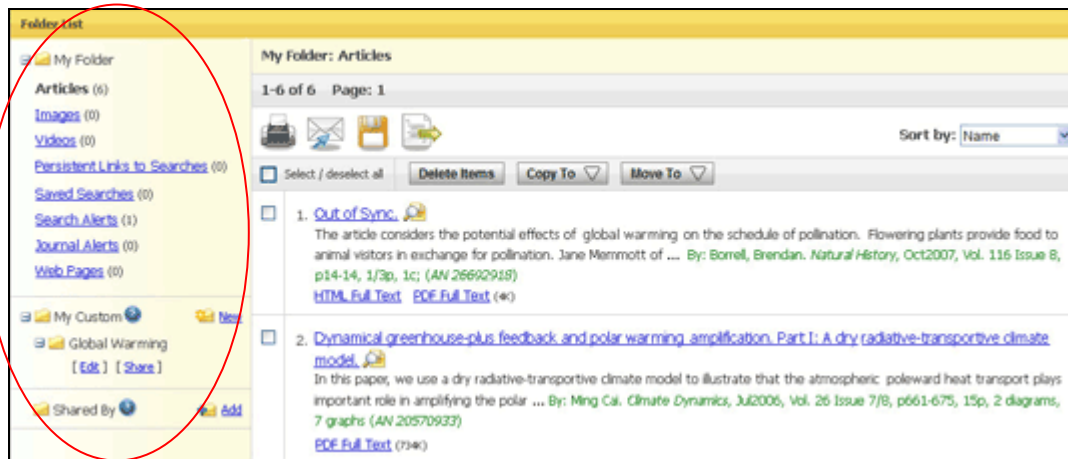 Folder List
My Folder
Articles (6)
Images (0)
Videos (0)
Persistent Links to Searches (0)
Saved Searches (0)
Search Alerts (1)
Journal Alerts (0)
Web Pages (0)
My Custom New
Global Warming
[ Edit ] [ Share ]
Shared By Add
My Folder: Articles
1-6 of 6 Page: 1
Sort by: Name
Select / deselect all Delete Items Copy To Move To
1. Out of Sync.
The article considers the potential effects of global warming on the schedule of pollination. Flowering plants provide food to
animal visitors in exchange for pollination. Jane Memmott of ... By: Borrell, Brendan. Natural History, Oct2007, Vol. 116 Issue 8,
p14-14, 1/3p, 1c; (AN 26692918)
HTML Full Text PDF Full Text (4K)
2. Dynamical greenhouse-plus feedback and polar warming amplification. Part I: A dry radiative-transportive climate
model.
In this paper, we use a dry radiative-transportive climate model to illustrate that the atmospheric poleward heat transport plays
important role in amplifying the polar ... By: Ming Cai. Climate Dynamics, Jul2006, Vol. 26 Issue 7/8, p661-675, 15p, 2 diagrams,
7 graphs (AN 20570933)
PDF Full Text (734K)